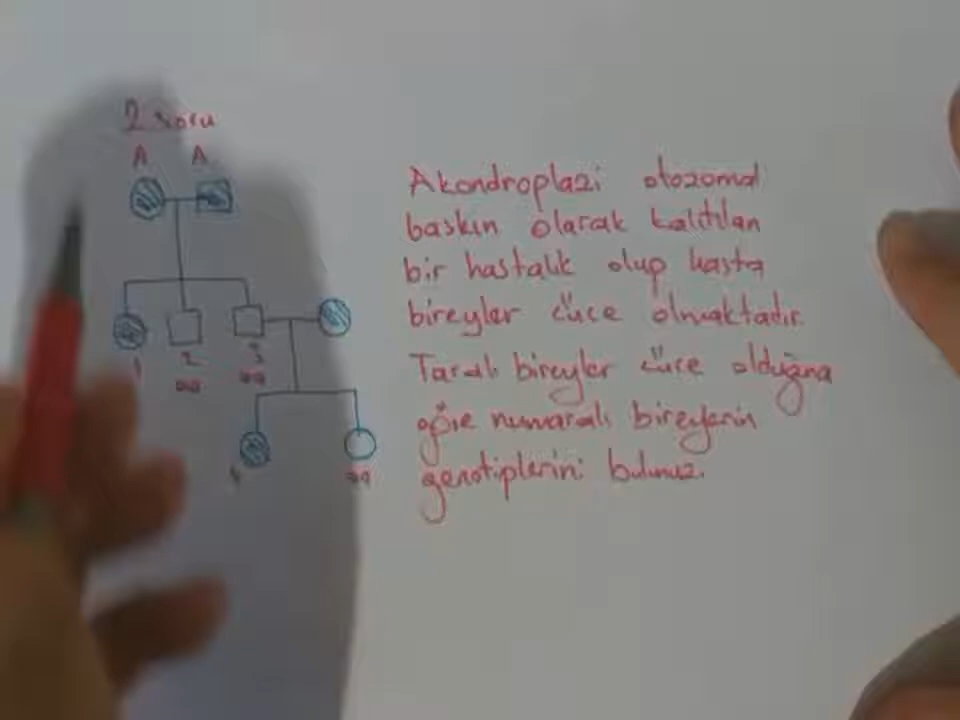 2 soru
A A
1 2 3
aa aa
4 aa
Akondroplazi otozomal
baskın olarak kalıtılan
bir hastalık olup hasta
bireyler cüce olmaktadır.
Taralı bireyler cüce olduğuna
göre numaralı bireylerin
genotiplerini bulunuz.